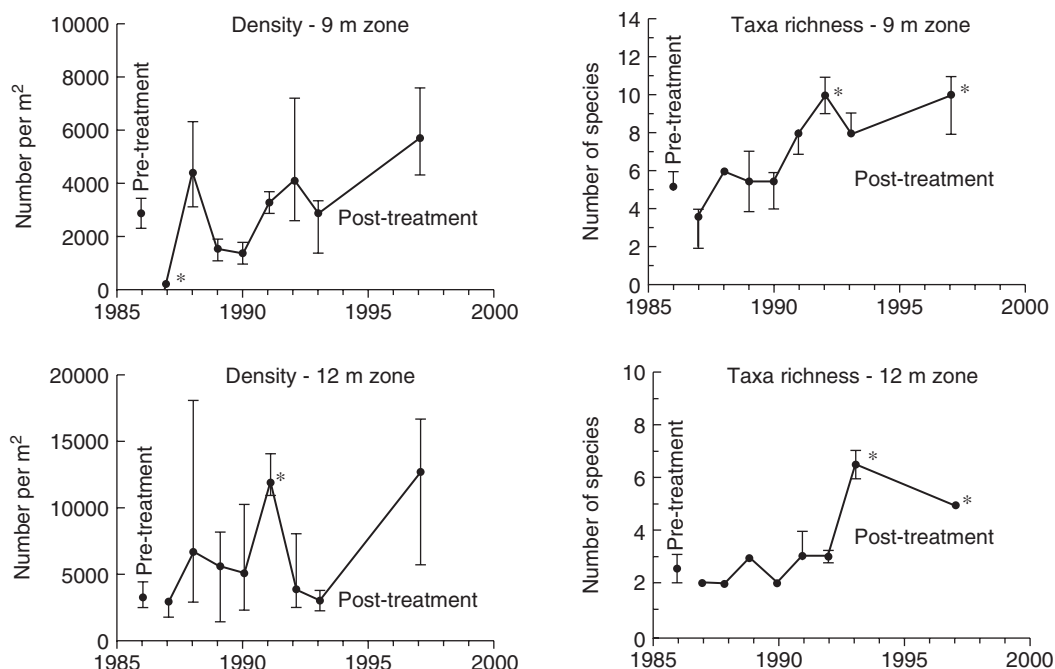 Density - 9 m zone
Number per m²
10000
8000
6000
4000
2000
0
Pre-treatment
*
Post-treatment
1985 1990 1995 2000
Taxa richness - 9 m zone
Number of species
14
12
10
8
6
4
2
0
Pre-treatment
*
*
Post-treatment
1985 1990 1995 2000
Density - 12 m zone
Number per m²
20000
15000
10000
5000
0
Pre-treatment
*
Post-treatment
1985 1990 1995 2000
Taxa richness - 12 m zone
Number of species
10
8
6
4
2
0
Pre-treatment
*
*
Post-treatment
1985 1990 1995 2000